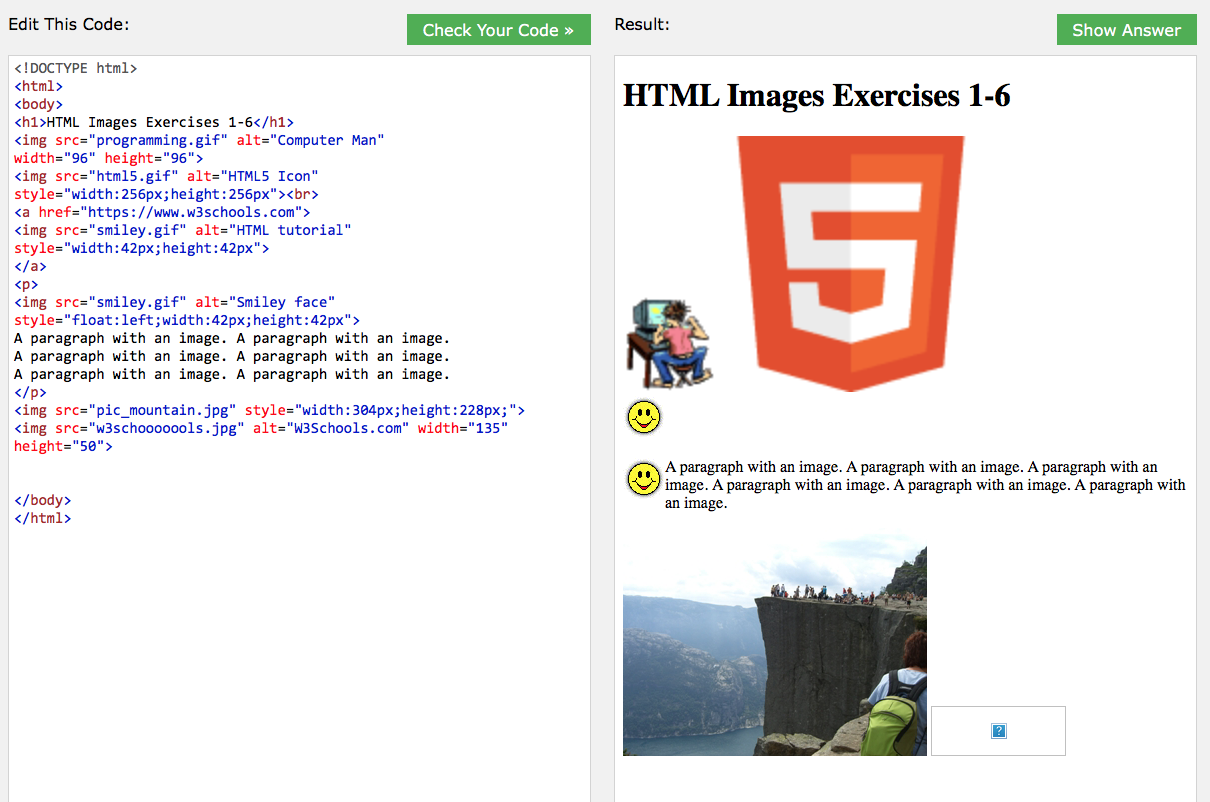 Edit This Code:
Check Your Code »
<!DOCTYPE html>
<html>
<body>
<h1>HTML Images Exercises 1-6</h1>
<img src="programming.gif" alt="Computer Man"
width="96" height="96">
<img src="html5.gif" alt="HTML5 Icon"
style="width:256px;height:256px"><br>
<a href="https://www.w3schools.com">
<img src="smiley.gif" alt="HTML tutorial"
style="width:42px;height:42px">
</a>
<p>
<img src="smiley.gif" alt="Smiley face"
style="float:left;width:42px;height:42px">
A paragraph with an image. A paragraph with an image.
A paragraph with an image. A paragraph with an image.
A paragraph with an image. A paragraph with an image.
</p>
<img src="pic_mountain.jpg" style="width:304px;height:228px;">
<img src="w3schooooools.jpg" alt="W3Schools.com" width="135"
height="50">
</body>
</html>
Result:
Show Answer
HTML Images Exercises 1-6
5
A paragraph with an image. A paragraph with an image. A paragraph with an
image. A paragraph with an image. A paragraph with an image. A paragraph with
an image.
?